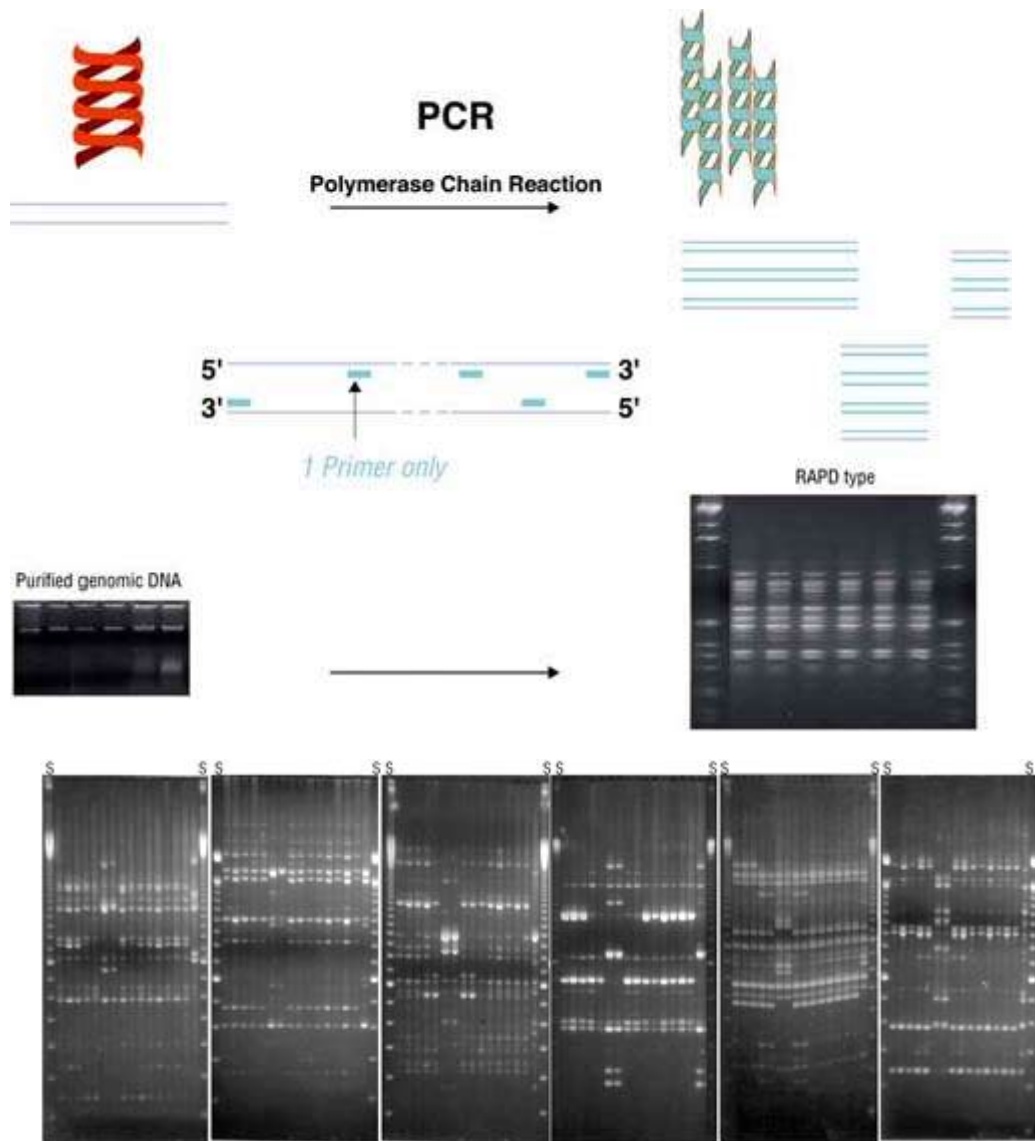 PCR
Polymerase Chain Reaction
5' 3'
3' 5'
1 Primer only
RAPD type
Purified genomic DNA
S S S S S S S S S S S S